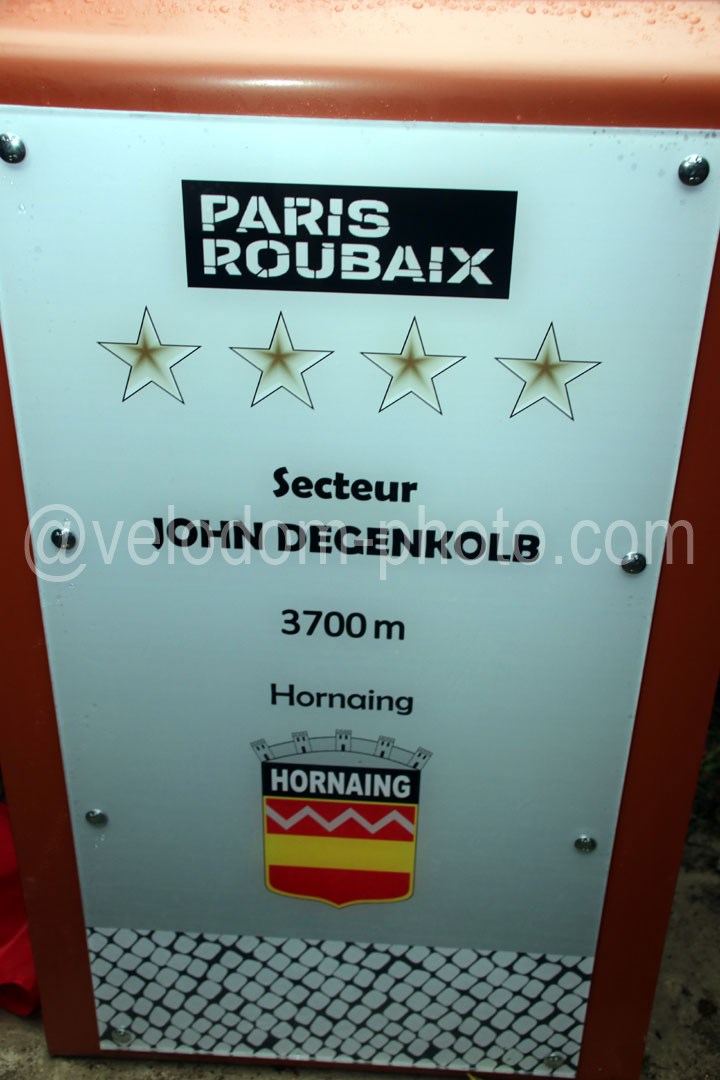 PARIS
ROUBAIX
Secteur
JOHN DEGENKOLB
@velodom-photo.com
3700 m
Hornaing
HORNAING